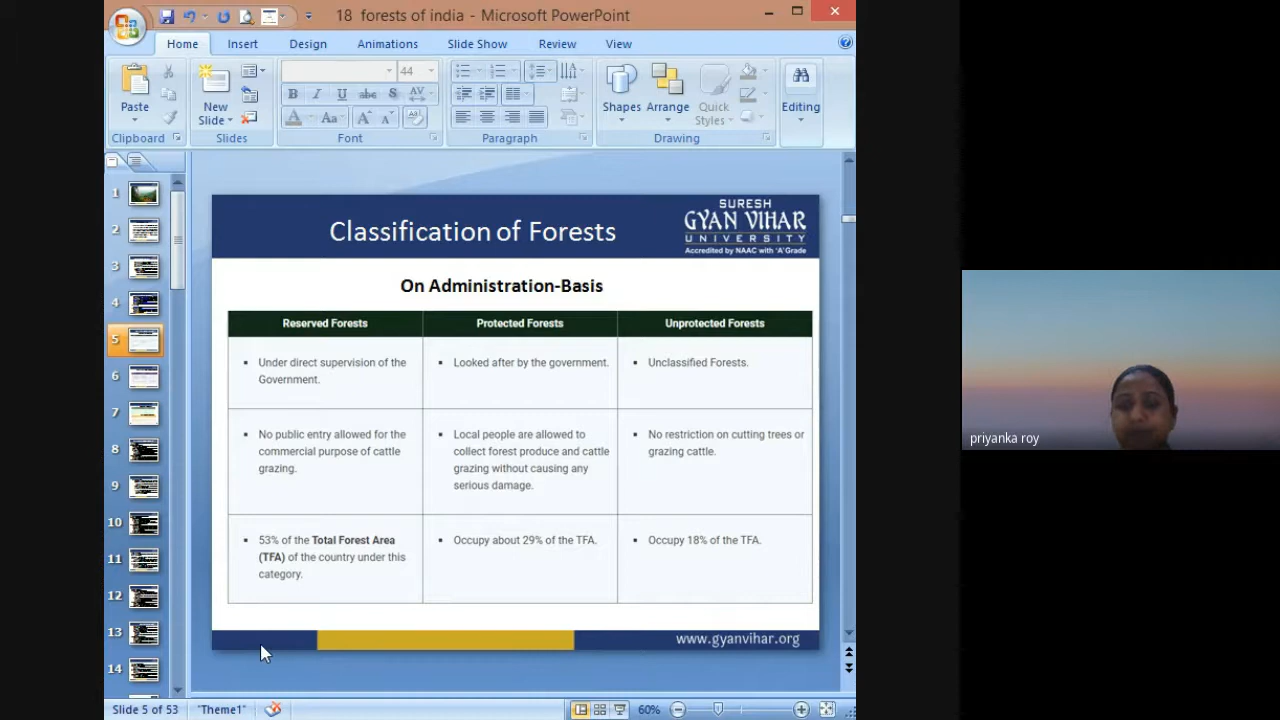 18 forests of india - Microsoft PowerPoint
Home Insert Design Animations Slide Show Review View
44
Paste
New
Slide
Shapes Arrange Quick
Styles
Editing
B I U abc S AV
A Aa A A
Clipboard Slides Font Paragraph Drawing
1
2
3
4
5
6
7
8
9
10
11
12
13
14
Classification of Forests
SURESH
GYAN VIHAR
UNIVERSITY
Accredited by NAAC with 'A' Grade
On Administration-Basis
Reserved Forests Protected Forests Unprotected Forests
▪ Under direct supervision of the
Government.
▪ Looked after by the government.
▪ Unclassified Forests.
▪ No public entry allowed for the
commercial purpose of cattle
grazing.
▪ Local people are allowed to
collect forest produce and cattle
grazing without causing any
serious damage.
▪ No restriction on cutting trees or
grazing cattle.
▪ 53% of the Total Forest Area
(TFA) of the country under this
category.
▪ Occupy about 29% of the TFA.
▪ Occupy 18% of the TFA.
www.gyanvihar.org
Slide 5 of 53 "Theme1" 60%
priyanka roy